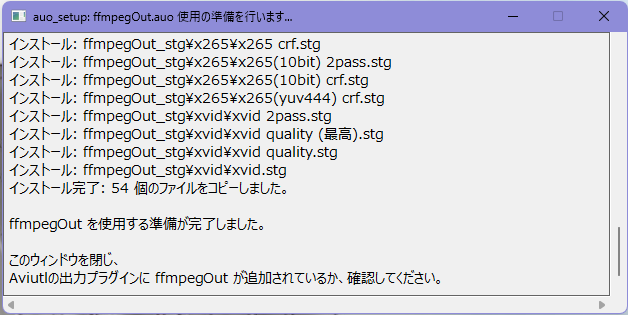 auo_setup: ffmpegOut.auo 使用の準備を行います...
インストール: ffmpegOut_stg¥x265¥x265 crf.stg
インストール: ffmpegOut_stg¥x265¥x265(10bit) 2pass.stg
インストール: ffmpegOut_stg¥x265¥x265(10bit) crf.stg
インストール: ffmpegOut_stg¥x265¥x265(yuv444) crf.stg
インストール: ffmpegOut_stg¥xvid¥xvid 2pass.stg
インストール: ffmpegOut_stg¥xvid¥xvid quality (最高).stg
インストール: ffmpegOut_stg¥xvid¥xvid quality.stg
インストール: ffmpegOut_stg¥xvid¥xvid.stg
インストール完了: 54 個のファイルをコピーしました。
ffmpegOut を使用する準備が完了しました。
このウィンドウを閉じ、
Aviutlの出力プラグインに ffmpegOut が追加されているか、確認してください。